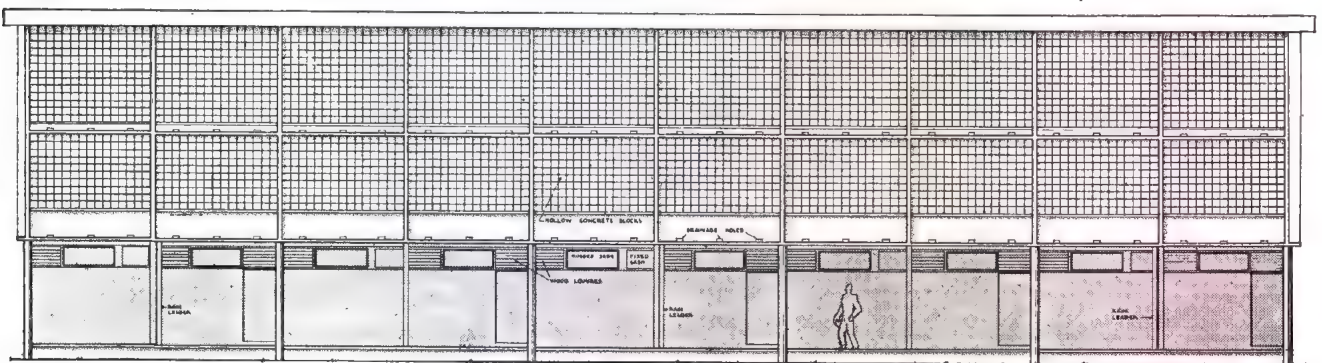 HOLLOW CONCRETE BLOCKS
DRAINAGE HOLES
HINGED SASH
FIXED
SASH
WOOD LOUVRES
RAIN
LEADER
RAIN
LEADER
RAIN
LEADER